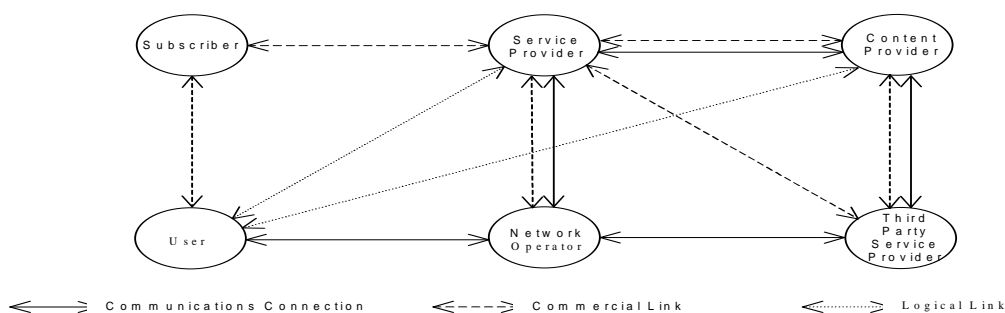 Subscriber
Service
Provider
Content
Provider
User
Network
Operator
Third
Party
Service
Provider
Communications Connection
Commercial Link
Logical Link